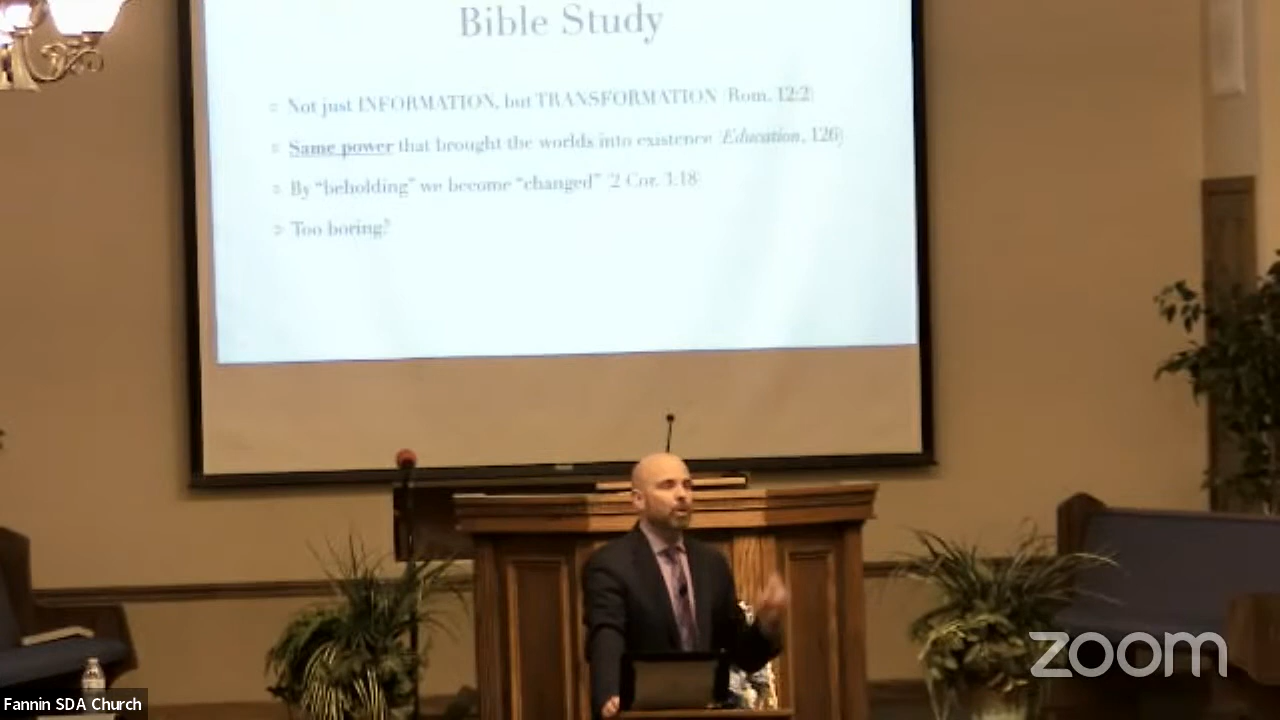 Bible Study
Not just INFORMATION, but TRANSFORMATION (Rom. 12:2)
Same power that brought the worlds into existence (Education, 126)
By "beholding" we become "changed" (2 Cor. 3:18)
Too boring?
zoom
Fannin SDA Church